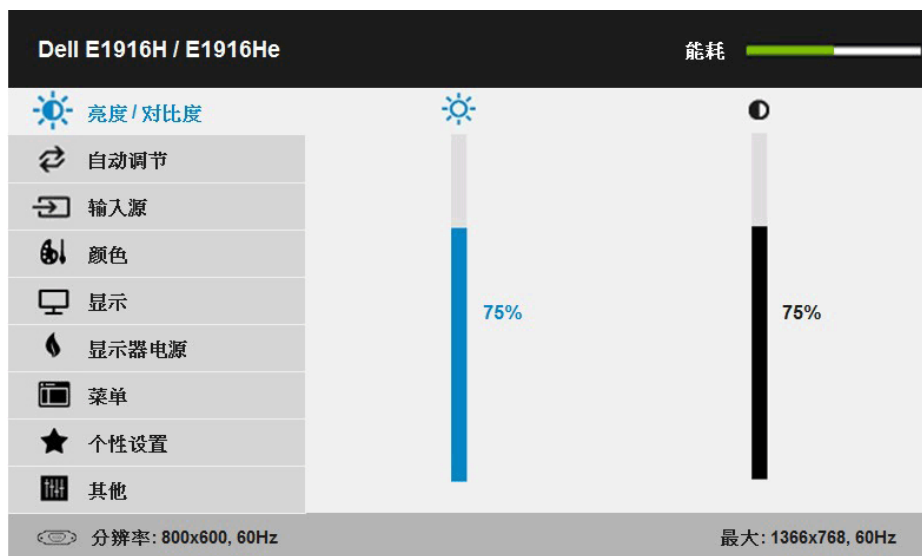 Dell E1916H / E1916He
能耗
亮度 / 对比度
自动调节
输入源
颜色
显示
显示器电源
菜单
个性设置
其他
75%
75%
分辨率: 800x600, 60Hz
最大: 1366x768, 60Hz